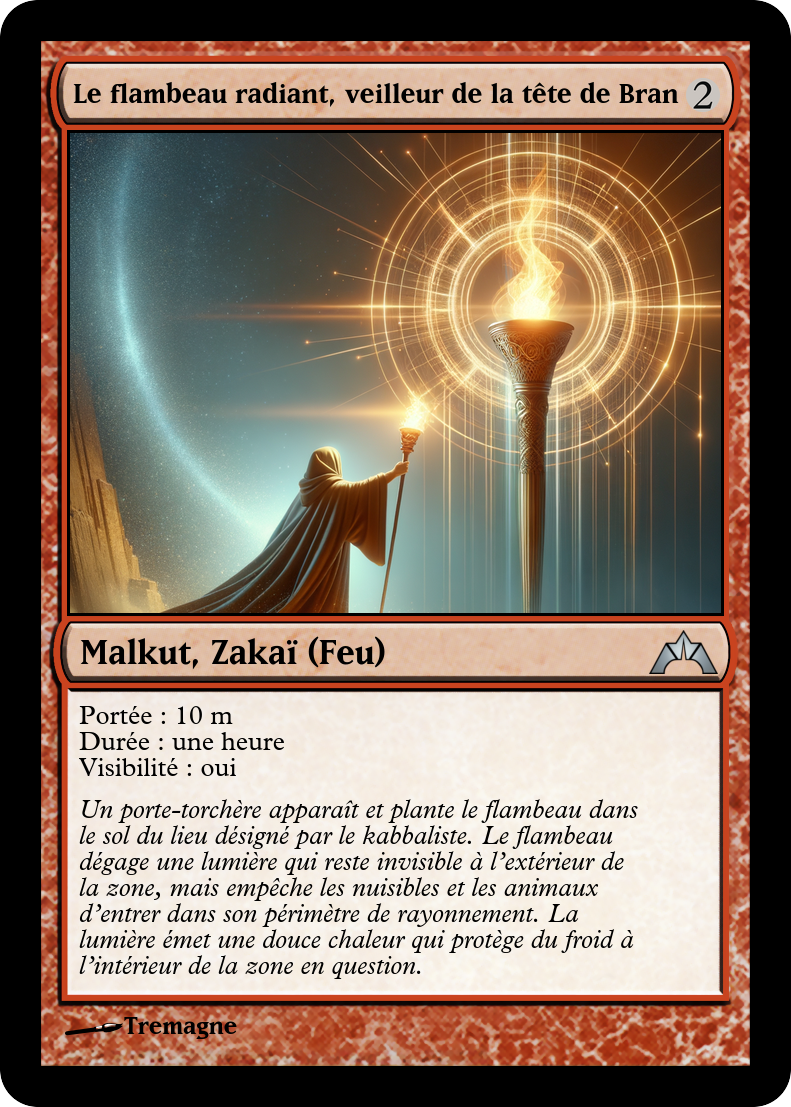 Le flambeau radiant, veilleur de la tête de Bran 2
Malkut, Zakaï (Feu)
Portée : 10 m
Durée : une heure
Visibilité : oui
Un porte-torchère apparaît et plante le flambeau dans
le sol du lieu désigné par le kabbaliste. Le flambeau
dégage une lumière qui reste invisible à l'extérieur de
la zone, mais empêche les nuisibles et les animaux
d'entrer dans son périmètre de rayonnement. La
lumière émet une douce chaleur qui protège du froid à
l'intérieur de la zone en question.
Tremagne